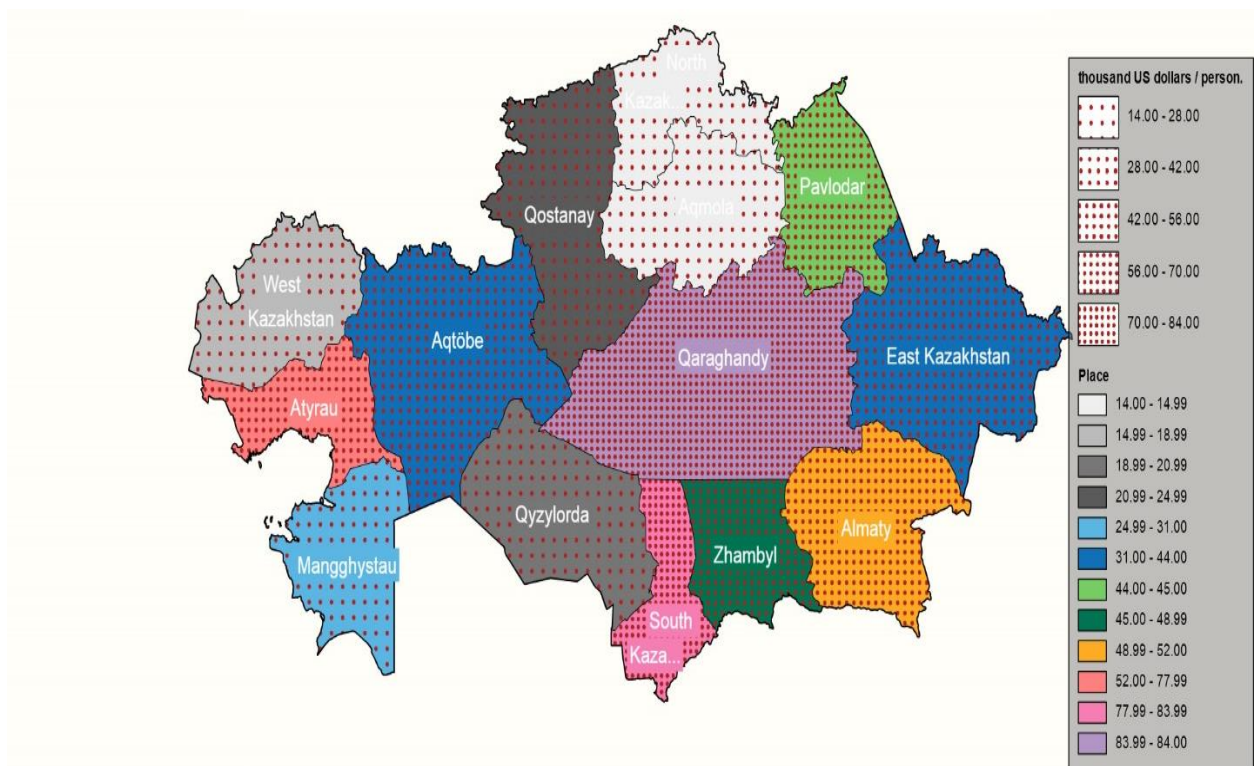 North
Kazak...
Aqmola
Pavlodar
Qostanay
West
Kazakhstan
Aqtöbe
Qaraghandy
East Kazakhstan
Atyrau
Qyzylorda
Mangghystau
Zhambyl
Almaty
South
Kaza...
thousand US dollars / person.
14.00 - 28.00
28.00 - 42.00
42.00 - 56.00
56.00 - 70.00
70.00 - 84.00
Place
14.00 - 14.99
14.99 - 18.99
18.99 - 20.99
20.99 - 24.99
24.99 - 31.00
31.00 - 44.00
44.00 - 45.00
45.00 - 48.99
48.99 - 52.00
52.00 - 77.99
77.99 - 83.99
83.99 - 84.00